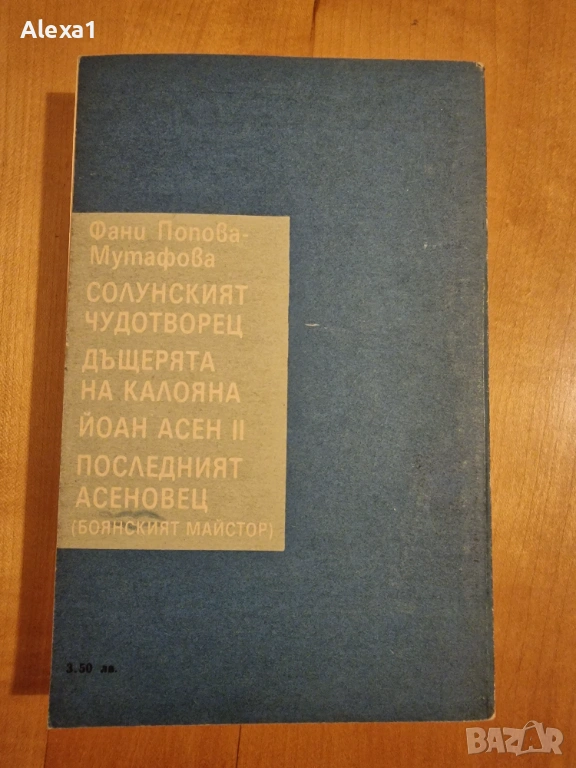 Alexa1
Фани Попова-
Мутафова
СОЛУНСКИЯТ
ЧУДОТВОРЕЦ
ДЪЩЕРЯТА
НА КАЛОЯНА
ЙОАН АСЕН II
ПОСЛЕДНИЯТ
АСЕНОВЕЦ
(БОЯНСКИЯТ МАЙСТОР)
3.50 лв.
BAZAR